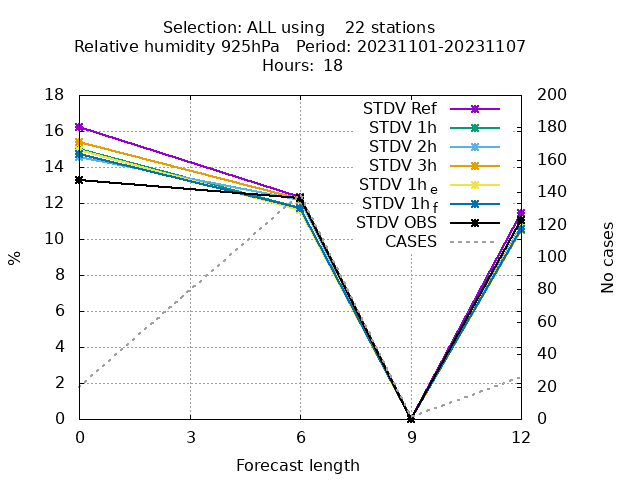 Selection: ALL using    22 stations
Relative humidity 925hPa   Period: 20231101-20231107
Hours: 18
18
16
14
12
10
8
6
4
2
0
%
200
180
160
140
120
100
80
60
40
20
0
No cases
STDV Ref
STDV 1h
STDV 2h
STDV 3h
STDV 1h e
STDV 1h f
STDV OBS
CASES
0 3 6 9 12
Forecast length